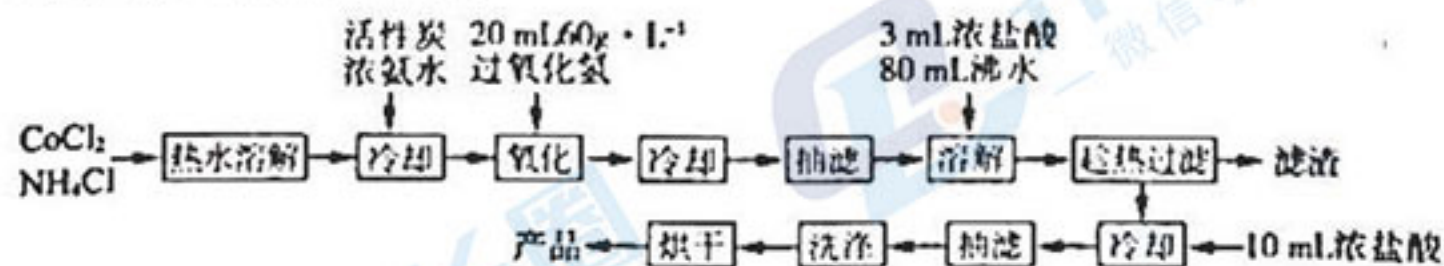 活性炭 20 mL60g·L⁻¹
浓氨水 过氧化氢
3 mL浓盐酸
80 mL沸水
CoCl₂
NH₄Cl
热水溶解 冷却 氧化 冷却 抽滤 溶解 趁热过滤 滤渣
产品 烘干 洗涤 抽滤 冷却 10 mL浓盐酸
微信